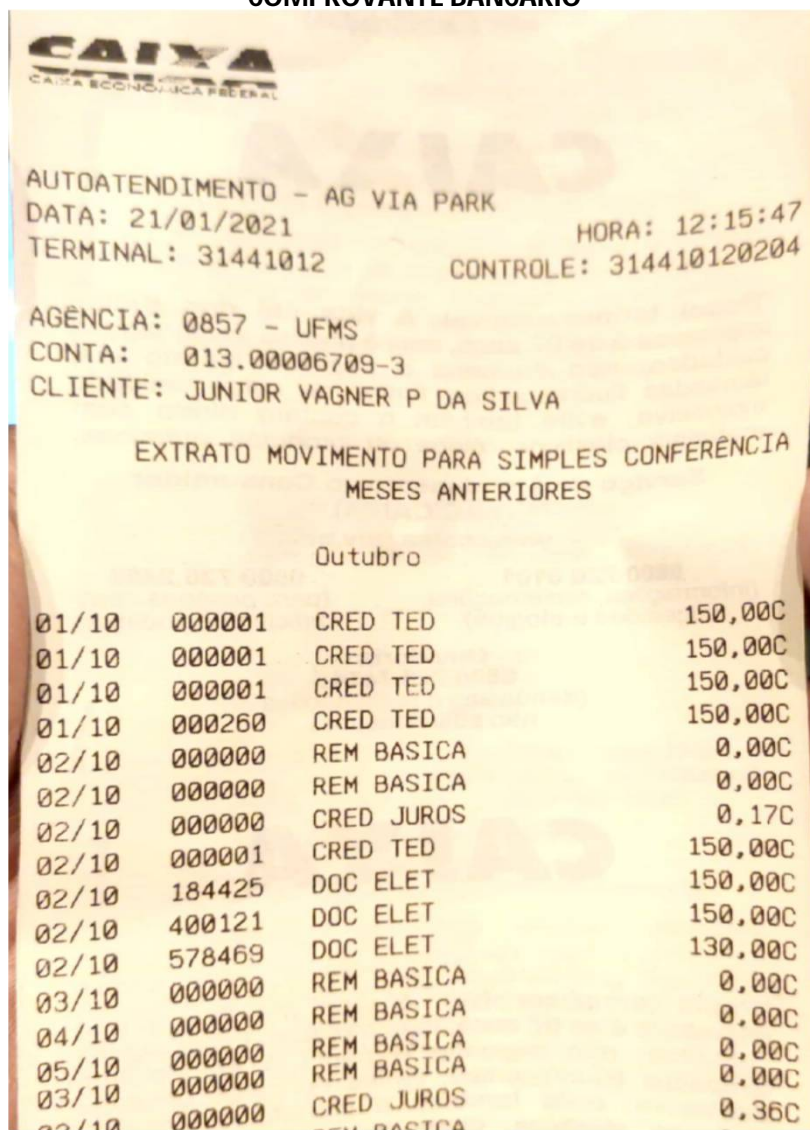 COMPROVANTE BANCÁRIO
CAIXA
CAIXA ECONÔMICA FEDERAL
AUTOATENDIMENTO - AG VIA PARK
DATA: 21/01/2021 HORA: 12:15:47
TERMINAL: 31441012 CONTROLE: 314410120204
AGÊNCIA: 0857 - UFMS
CONTA: 013.00006709-3
CLIENTE: JUNIOR VAGNER P DA SILVA
EXTRATO MOVIMENTO PARA SIMPLES CONFERÊNCIA
MESES ANTERIORES
Outubro
01/10 000001 CRED TED 150,00C
01/10 000001 CRED TED 150,00C
01/10 000001 CRED TED 150,00C
01/10 000260 CRED TED 150,00C
02/10 000000 REM BASICA 0,00C
02/10 000000 REM BASICA 0,00C
02/10 000000 CRED JUROS 0,17C
02/10 000001 CRED TED 150,00C
02/10 184425 DOC ELET 150,00C
02/10 400121 DOC ELET 150,00C
02/10 578469 DOC ELET 130,00C
03/10 000000 REM BASICA 0,00C
04/10 000000 REM BASICA 0,00C
05/10 000000 REM BASICA 0,00C
03/10 000000 REM BASICA 0,00C
000000 CRED JUROS 0,36C
REM BASICA